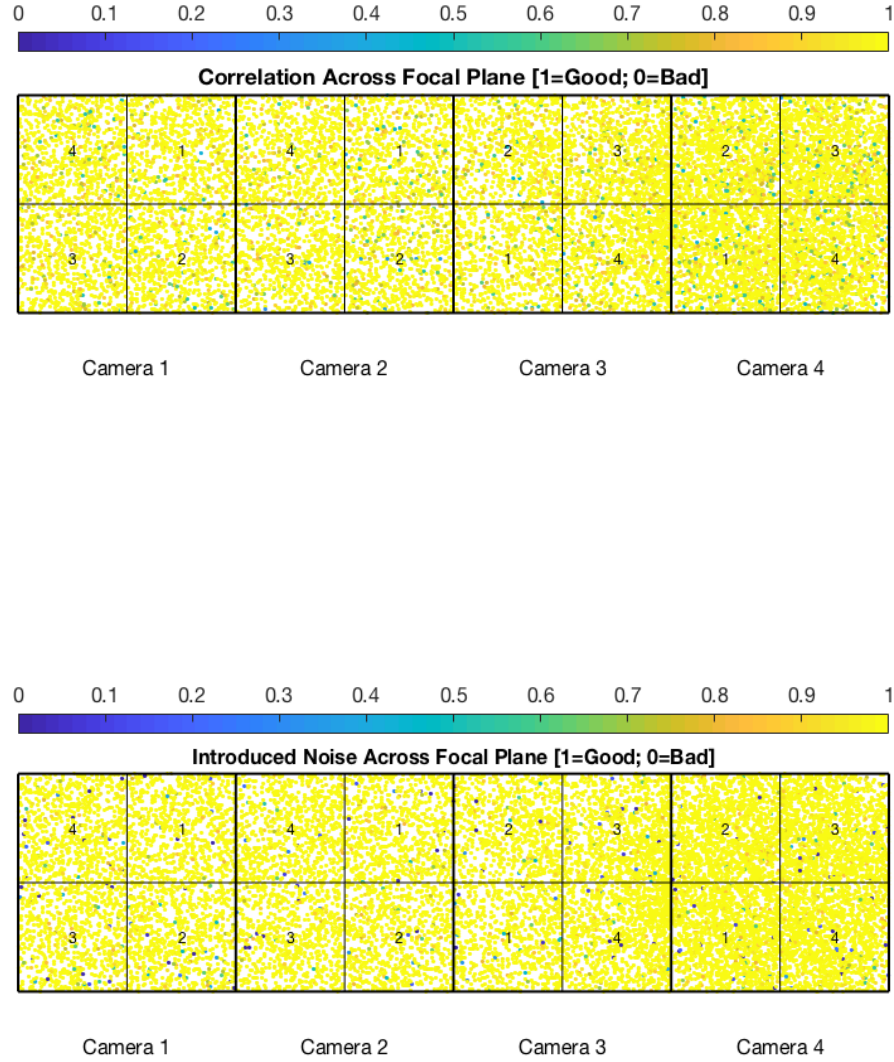 0 0.1 0.2 0.3 0.4 0.5 0.6 0.7 0.8 0.9 1
Correlation Across Focal Plane [1=Good; 0=Bad]
4 1 4 1 2 3 2 3
3 2 3 2 1 4 1 4
Camera 1 Camera 2 Camera 3 Camera 4
0 0.1 0.2 0.3 0.4 0.5 0.6 0.7 0.8 0.9 1
Introduced Noise Across Focal Plane [1=Good; 0=Bad]
4 1 4 1 2 3 2 3
3 2 3 2 1 4 1 4
Camera 1 Camera 2 Camera 3 Camera 4